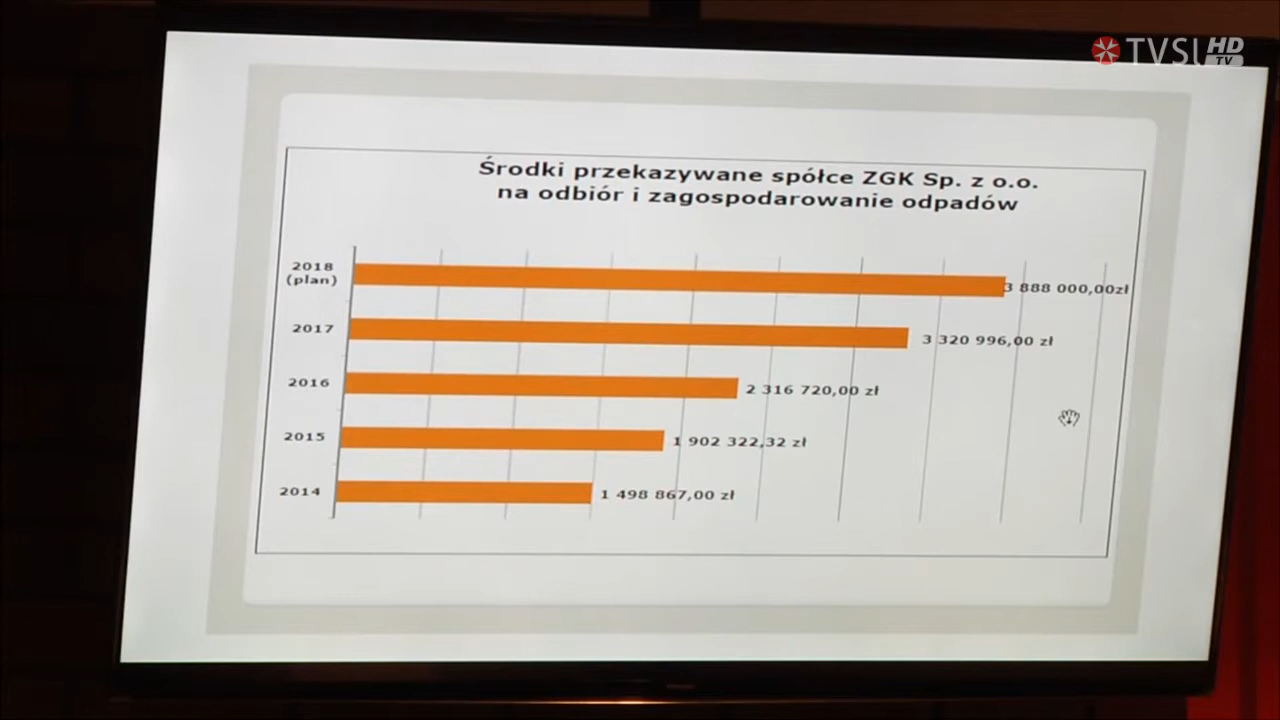 TVSL HD
TV
Środki przekazywane spółce ZGK Sp. z o.o.
na odbiór i zagospodarowanie odpadów
2018
(plan)
3 888 000,00zł
2017
3 320 996,00 zł
2016
2 316 720,00 zł
2015
1 902 322,32 zł
2014
1 498 867,00 zł